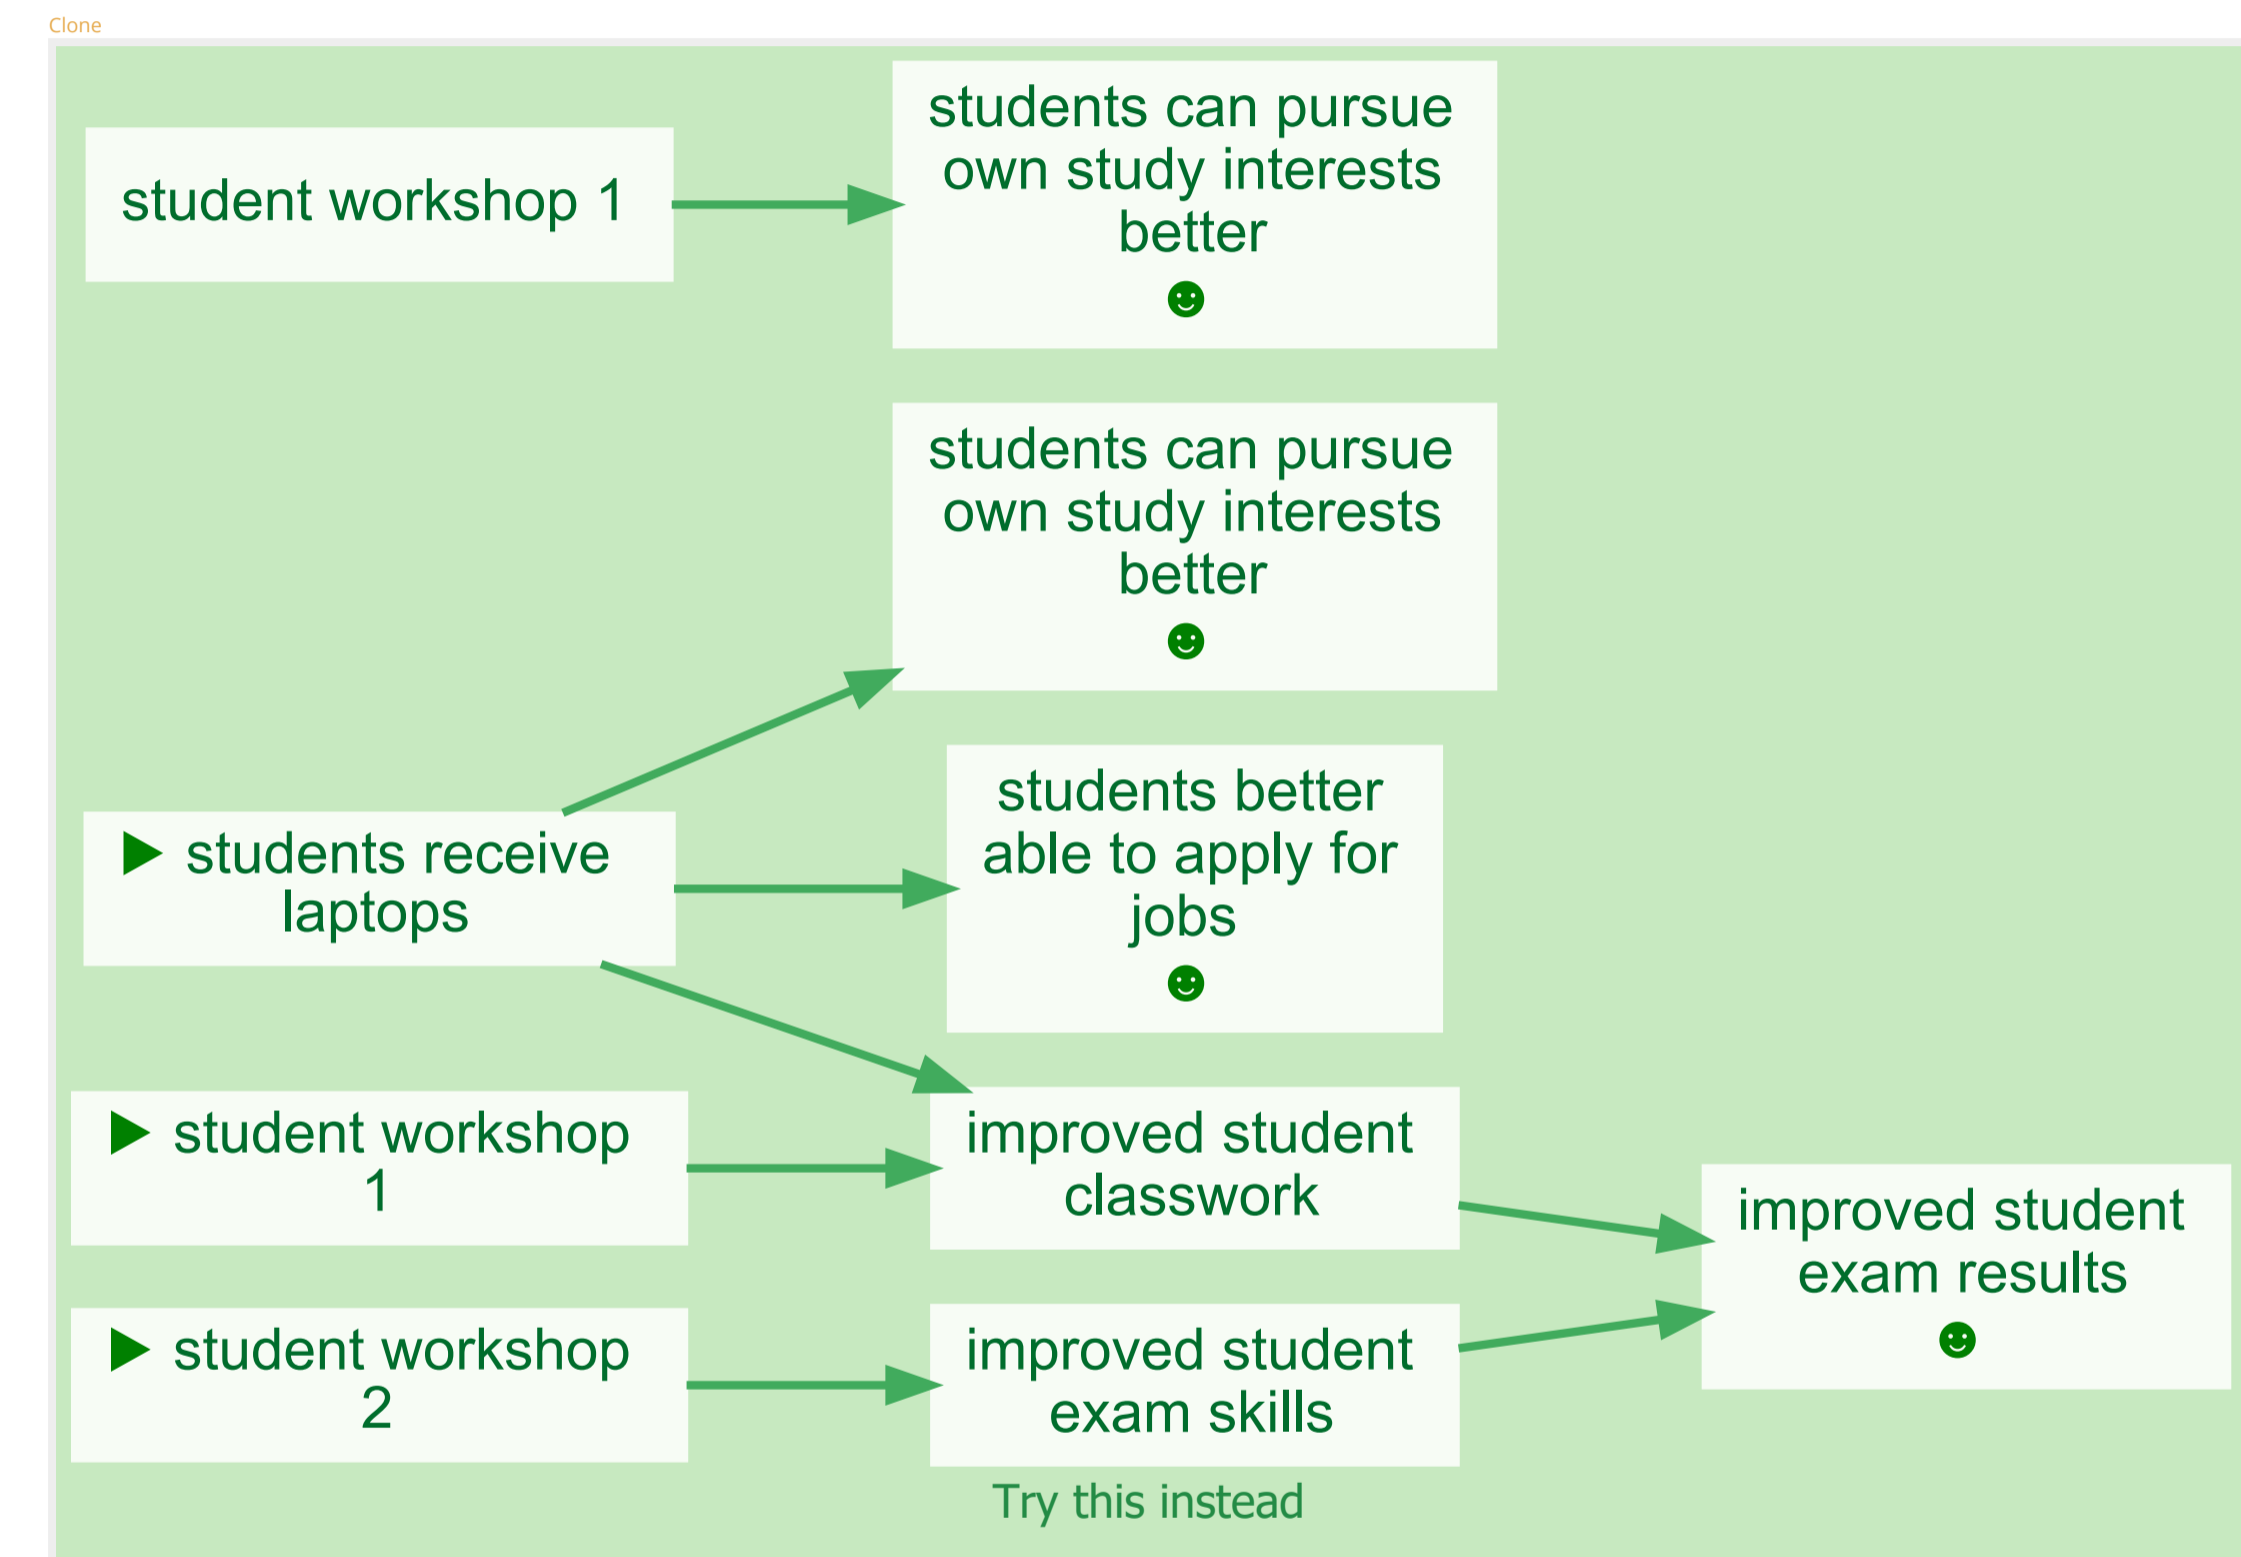 Clone
student workshop 1
students can pursue
own study interests
better
students can pursue
own study interests
better
students receive
laptops
students better
able to apply for
jobs
student workshop
1
improved student
classwork
improved student
exam results
student workshop
2
improved student
exam skills
Try this instead